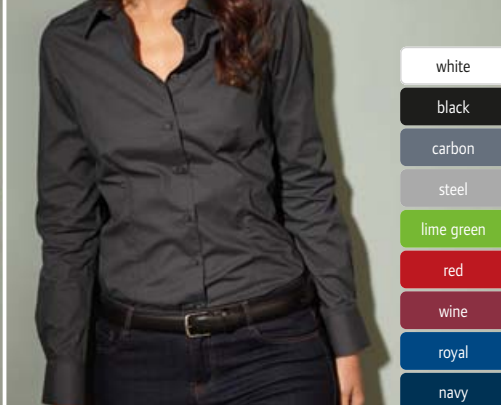 white
black
carbon
steel
lime green
red
wine
royal
navy